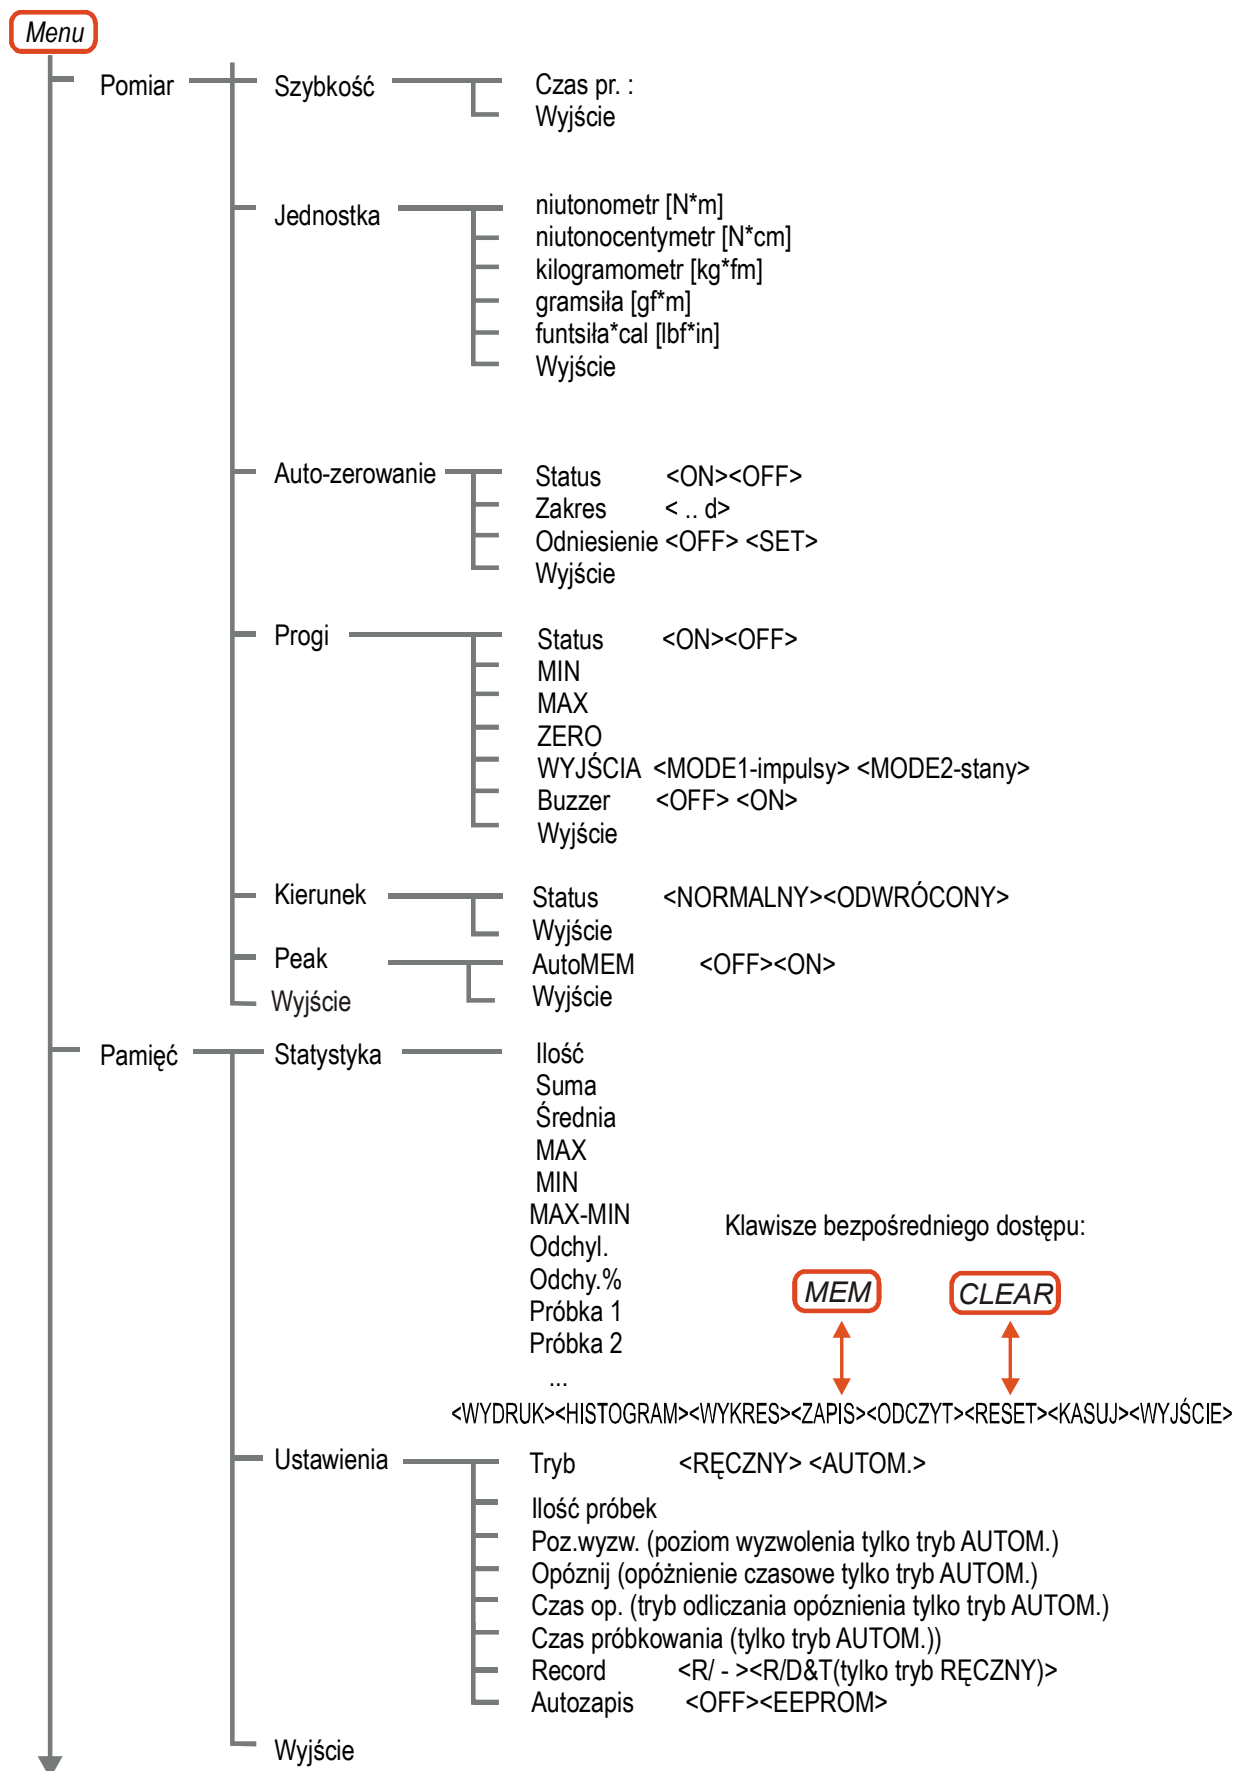 Menu
Pomiar
Szybkość
Czas pr. :
Wyjście
Jednostka
niutonometr [N*m]
niutonocentymetr [N*cm]
kilogramometr [kg*fm]
gramsiła [gf*m]
funtsiła*cal [lbf*in]
Wyjście
Auto-zerowanie
Status <ON><OFF>
Zakres < .. d>
Odniesienie <OFF> <SET>
Wyjście
Progi
Status <ON><OFF>
MIN
MAX
ZERO
WYJŚCIA <MODE1-impulsy> <MODE2-stany>
Buzzer <OFF> <ON>
Wyjście
Kierunek
Status <NORMALNY><ODWRÓCONY>
Wyjście
Peak
AutoMEM <OFF><ON>
Wyjście
Wyjście
Pamięć
Statystyka
Ilość
Suma
Średnia
MAX
MIN
MAX-MIN
Odchyl.
Odchy.%
Próbka 1
Próbka 2
...
Klawisze bezpośredniego dostępu:
MEM
CLEAR
<WYDRUK><HISTOGRAM><WYKRES><ZAPIS><ODCZYT><RESET><KASUJ><WYJŚCIE>
Ustawienia
Tryb <RĘCZNY> <AUTOM.>
Ilość próbek
Poz.wyzw. (poziom wyzwolenia tylko tryb AUTOM.)
Opóznij (opóżnienie czasowe tylko tryb AUTOM.)
Czas op. (tryb odliczania opóznienia tylko tryb AUTOM.)
Czas próbkowania (tylko tryb AUTOM.))
Record <R/ - ><R/D&T(tylko tryb RĘCZNY)>
Autozapis <OFF><EEPROM>
Wyjście